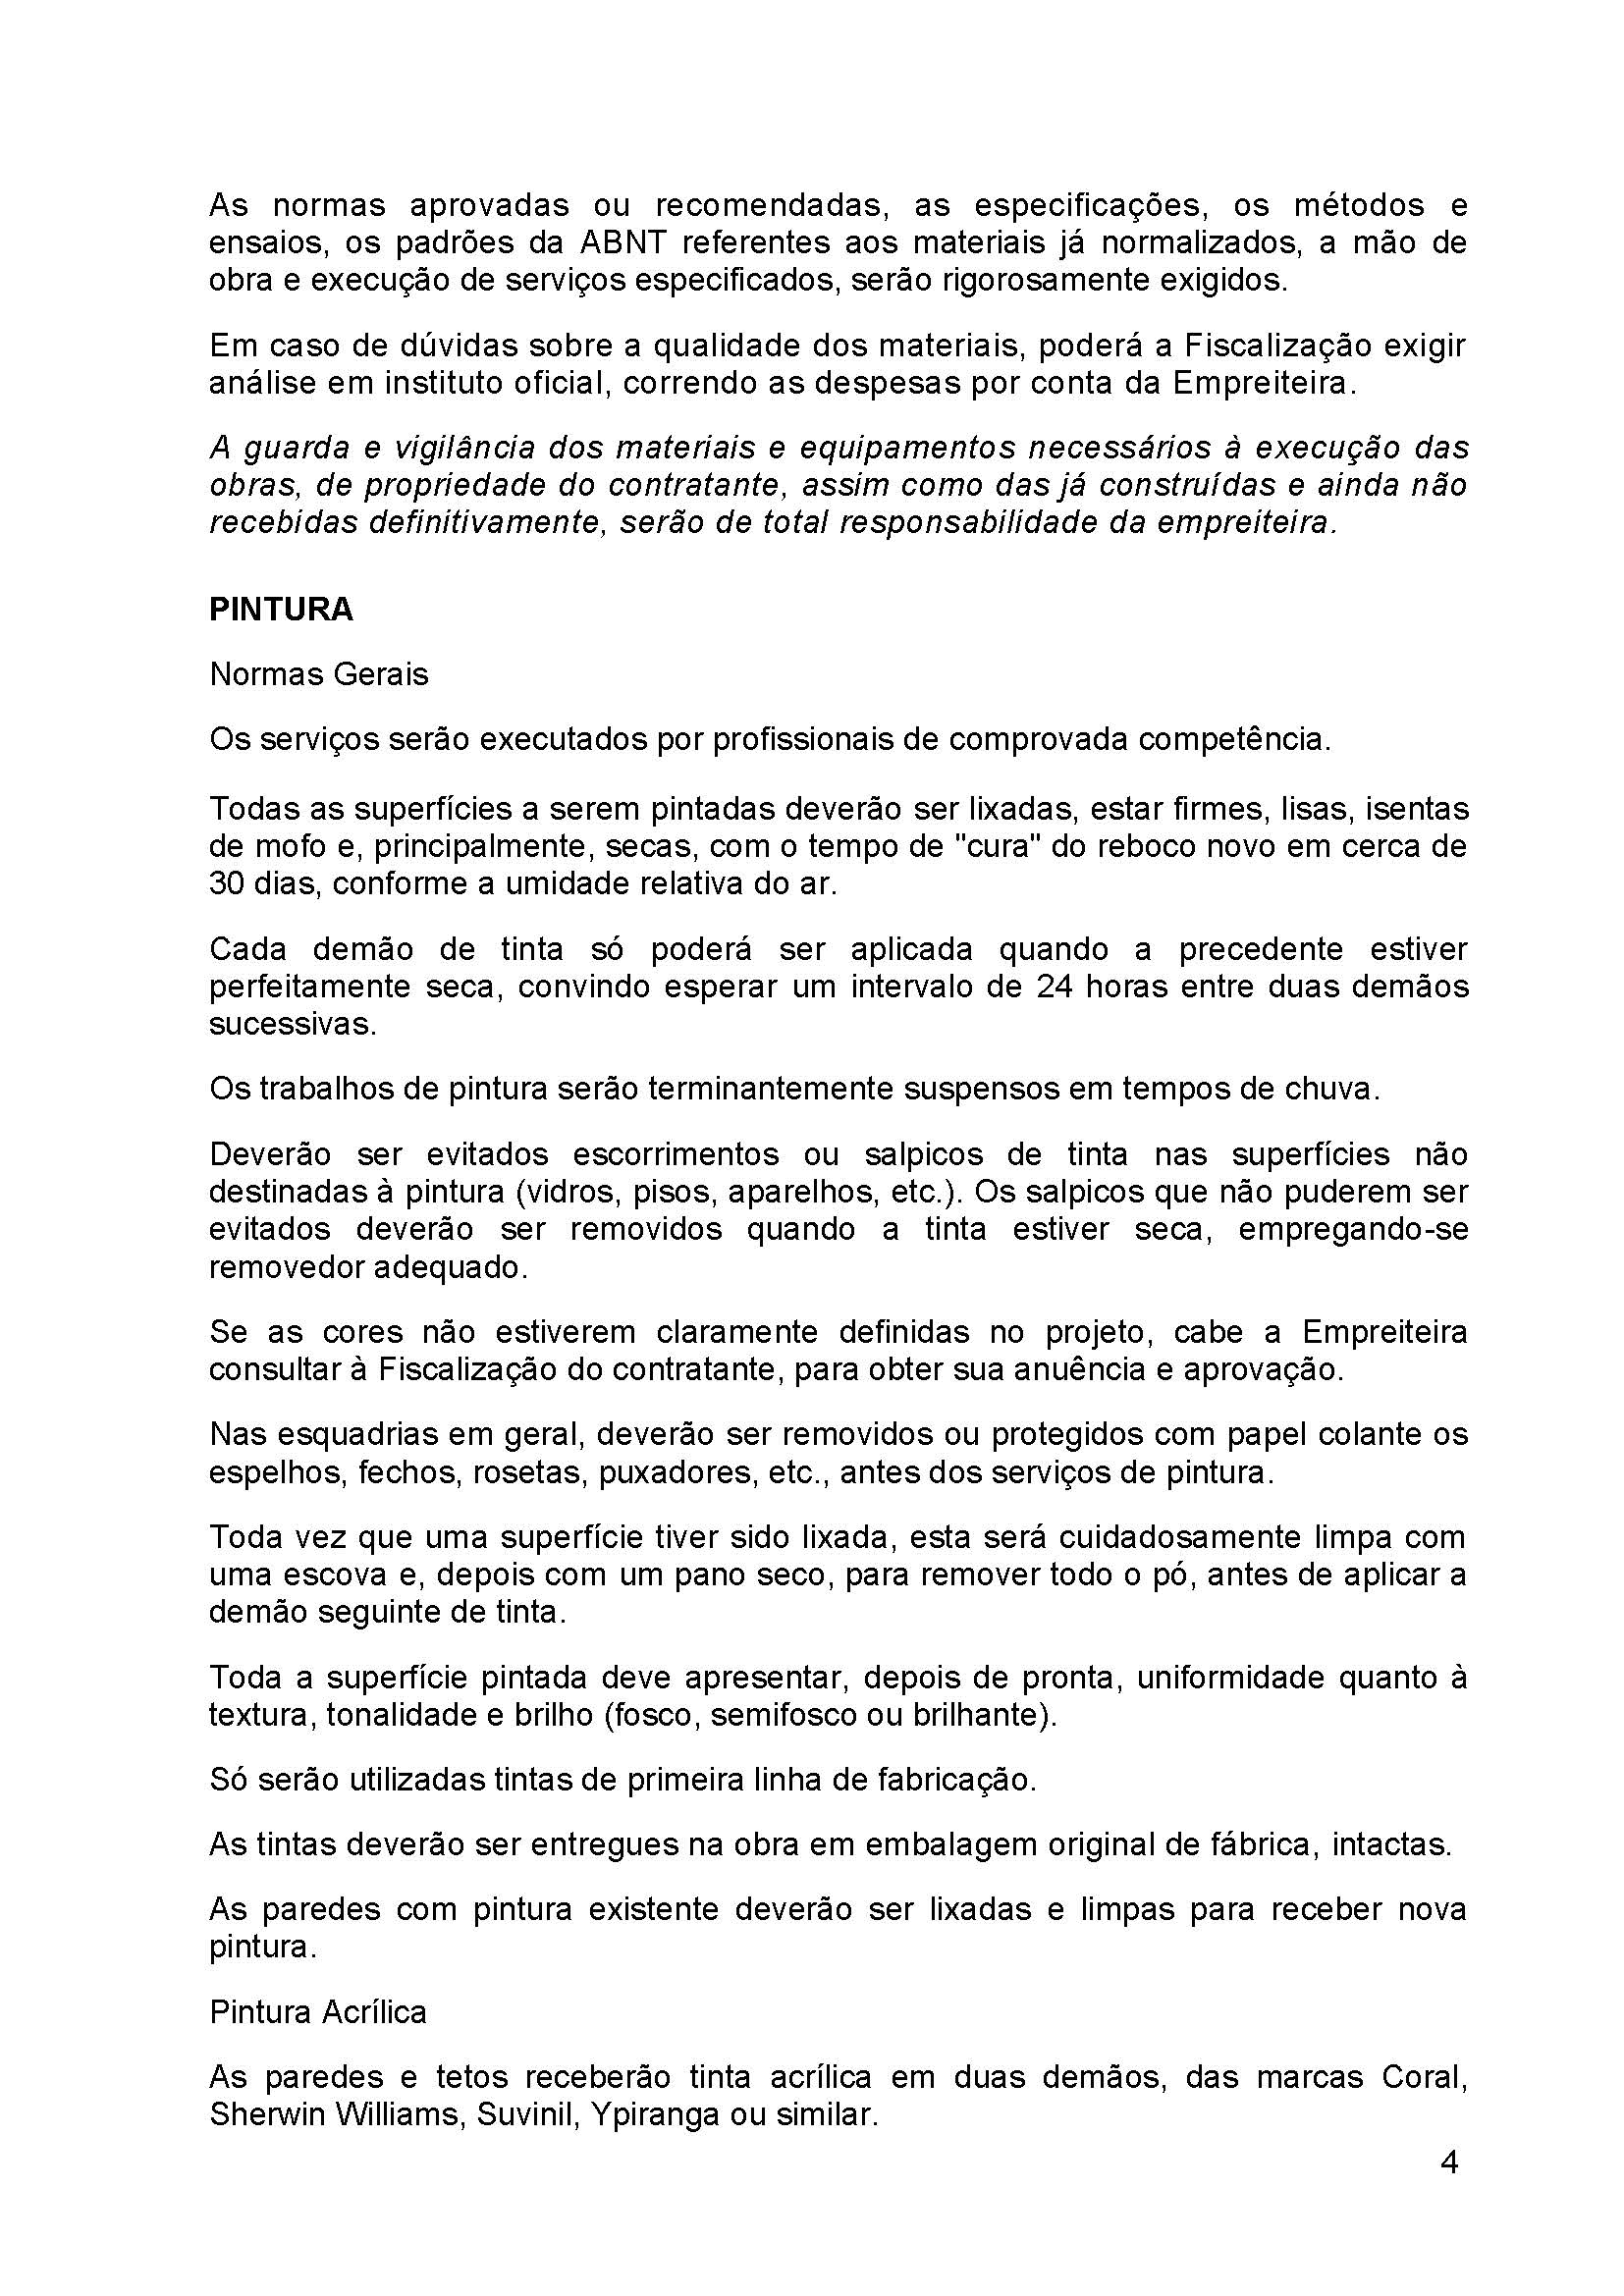 As normas aprovadas ou recomendadas, as especificações, os métodos e
ensaios, os padrões da ABNT referentes aos materiais já normalizados, a mão de
obra e execução de serviços especificados, serão rigorosamente exigidos.
Em caso de dúvidas sobre a qualidade dos materiais, poderá a Fiscalização exigir
análise em instituto oficial, correndo as despesas por conta da Empreiteira.
A guarda e vigilância dos materiais e equipamentos necessários à execução das
obras, de propriedade do contratante, assim como das já construídas e ainda não
recebidas definitivamente, serão de total responsabilidade da empreiteira.
PINTURA
Normas Gerais
Os serviços serão executados por profissionais de comprovada competência.
Todas as superfícies a serem pintadas deverão ser lixadas, estar firmes, lisas, isentas
de mofo e, principalmente, secas, com o tempo de "cura" do reboco novo em cerca de
30 dias, conforme a umidade relativa do ar.
Cada demão de tinta só poderá ser aplicada quando a precedente estiver
perfeitamente seca, convindo esperar um intervalo de 24 horas entre duas demãos
sucessivas.
Os trabalhos de pintura serão terminantemente suspensos em tempos de chuva.
Deverão ser evitados escorrimentos ou salpicos de tinta nas superfícies não
destinadas à pintura (vidros, pisos, aparelhos, etc.). Os salpicos que não puderem ser
evitados deverão ser removidos quando a tinta estiver seca, empregando-se
removedor adequado.
Se as cores não estiverem claramente definidas no projeto, cabe a Empreiteira
consultar à Fiscalização do contratante, para obter sua anuência e aprovação.
Nas esquadrias em geral, deverão ser removidos ou protegidos com papel colante os
espelhos, fechos, rosetas, puxadores, etc., antes dos serviços de pintura.
Toda vez que uma superfície tiver sido lixada, esta será cuidadosamente limpa com
uma escova e, depois com um pano seco, para remover todo o pó, antes de aplicar a
demão seguinte de tinta.
Toda a superfície pintada deve apresentar, depois de pronta, uniformidade quanto à
textura, tonalidade e brilho (fosco, semifosco ou brilhante).
Só serão utilizadas tintas de primeira linha de fabricação.
As tintas deverão ser entregues na obra em embalagem original de fábrica, intactas.
As paredes com pintura existente deverão ser lixadas e limpas para receber nova
pintura.
Pintura Acrílica
As paredes e tetos receberão tinta acrílica em duas demãos, das marcas Coral,
Sherwin Williams, Suvinil, Ypiranga ou similar.
4